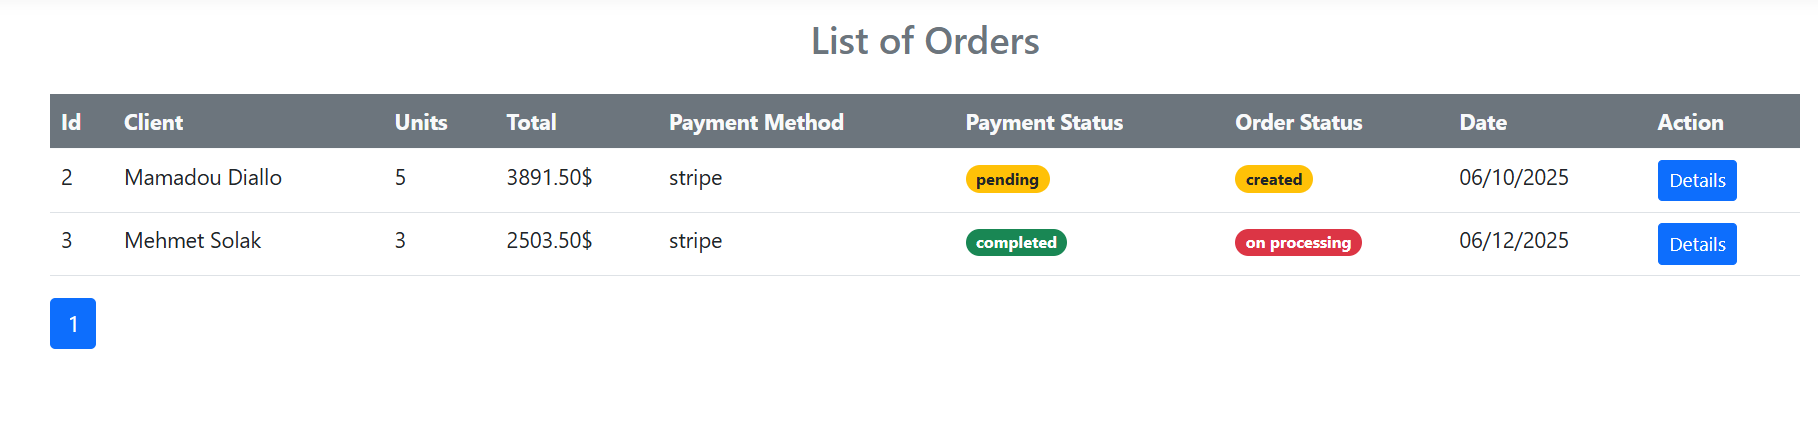 List of Orders
Id Client Units Total Payment Method Payment Status Order Status Date Action
2 Mamadou Diallo 5 3891.50$ stripe pending created 06/10/2025 Details
3 Mehmet Solak 3 2503.50$ stripe completed on processing 06/12/2025 Details
1